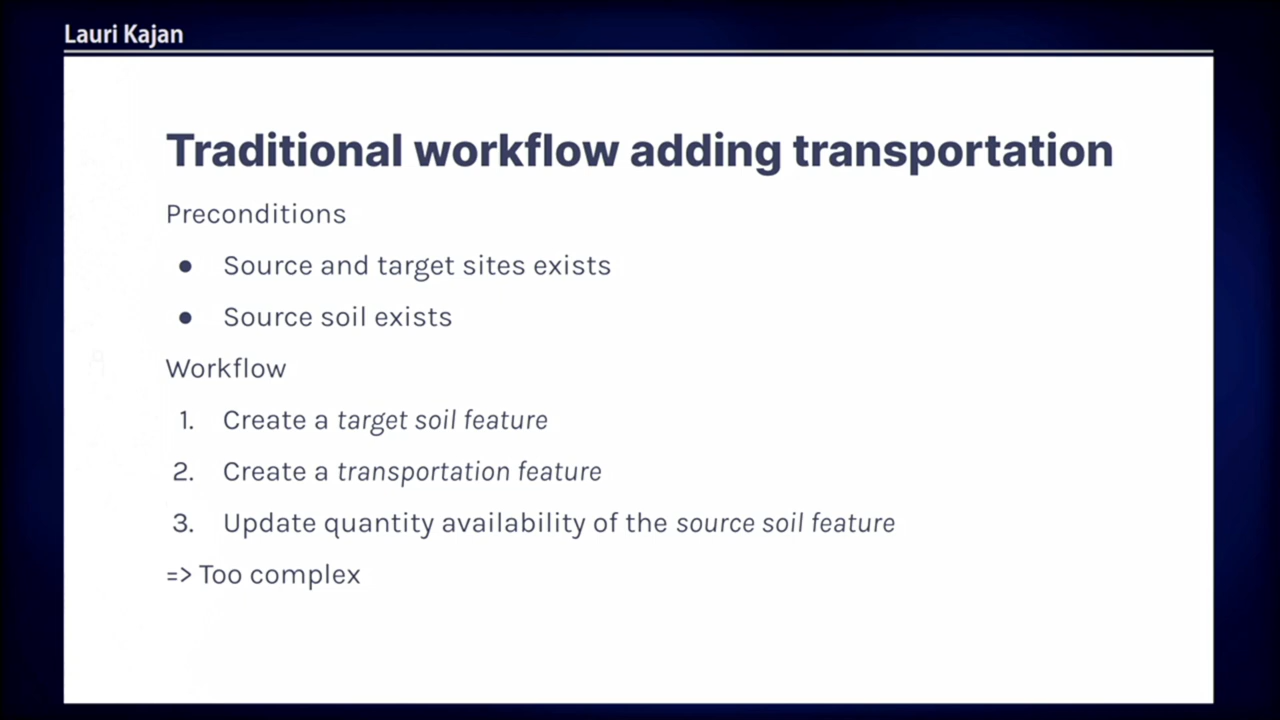 Lauri Kajan
Traditional workflow adding transportation
Preconditions
● Source and target sites exists
● Source soil exists
Workflow
1. Create a target soil feature
2. Create a transportation feature
3. Update quantity availability of the source soil feature
=> Too complex